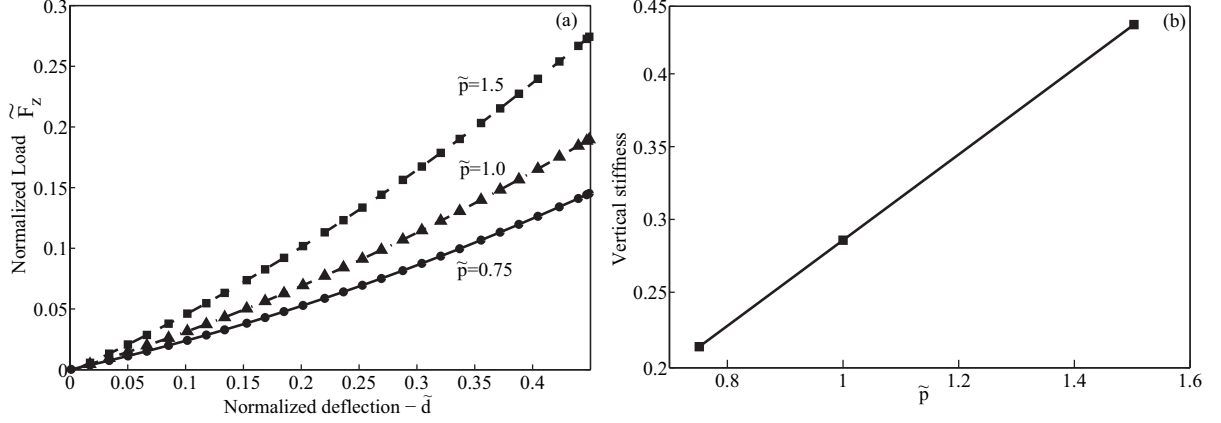 (a)
0.3
0.25
0.2
0.15
0.1
0.05
0
Normalized Load F̃z
p̃=1.5
p̃=1.0
p̃=0.75
0 0.05 0.1 0.15 0.2 0.25 0.3 0.35 0.4
Normalized deflection − d̃
(b)
0.45
0.4
0.35
0.3
0.25
0.2
Vertical stiffness
0.8 1 1.2 1.4 1.6
p̃